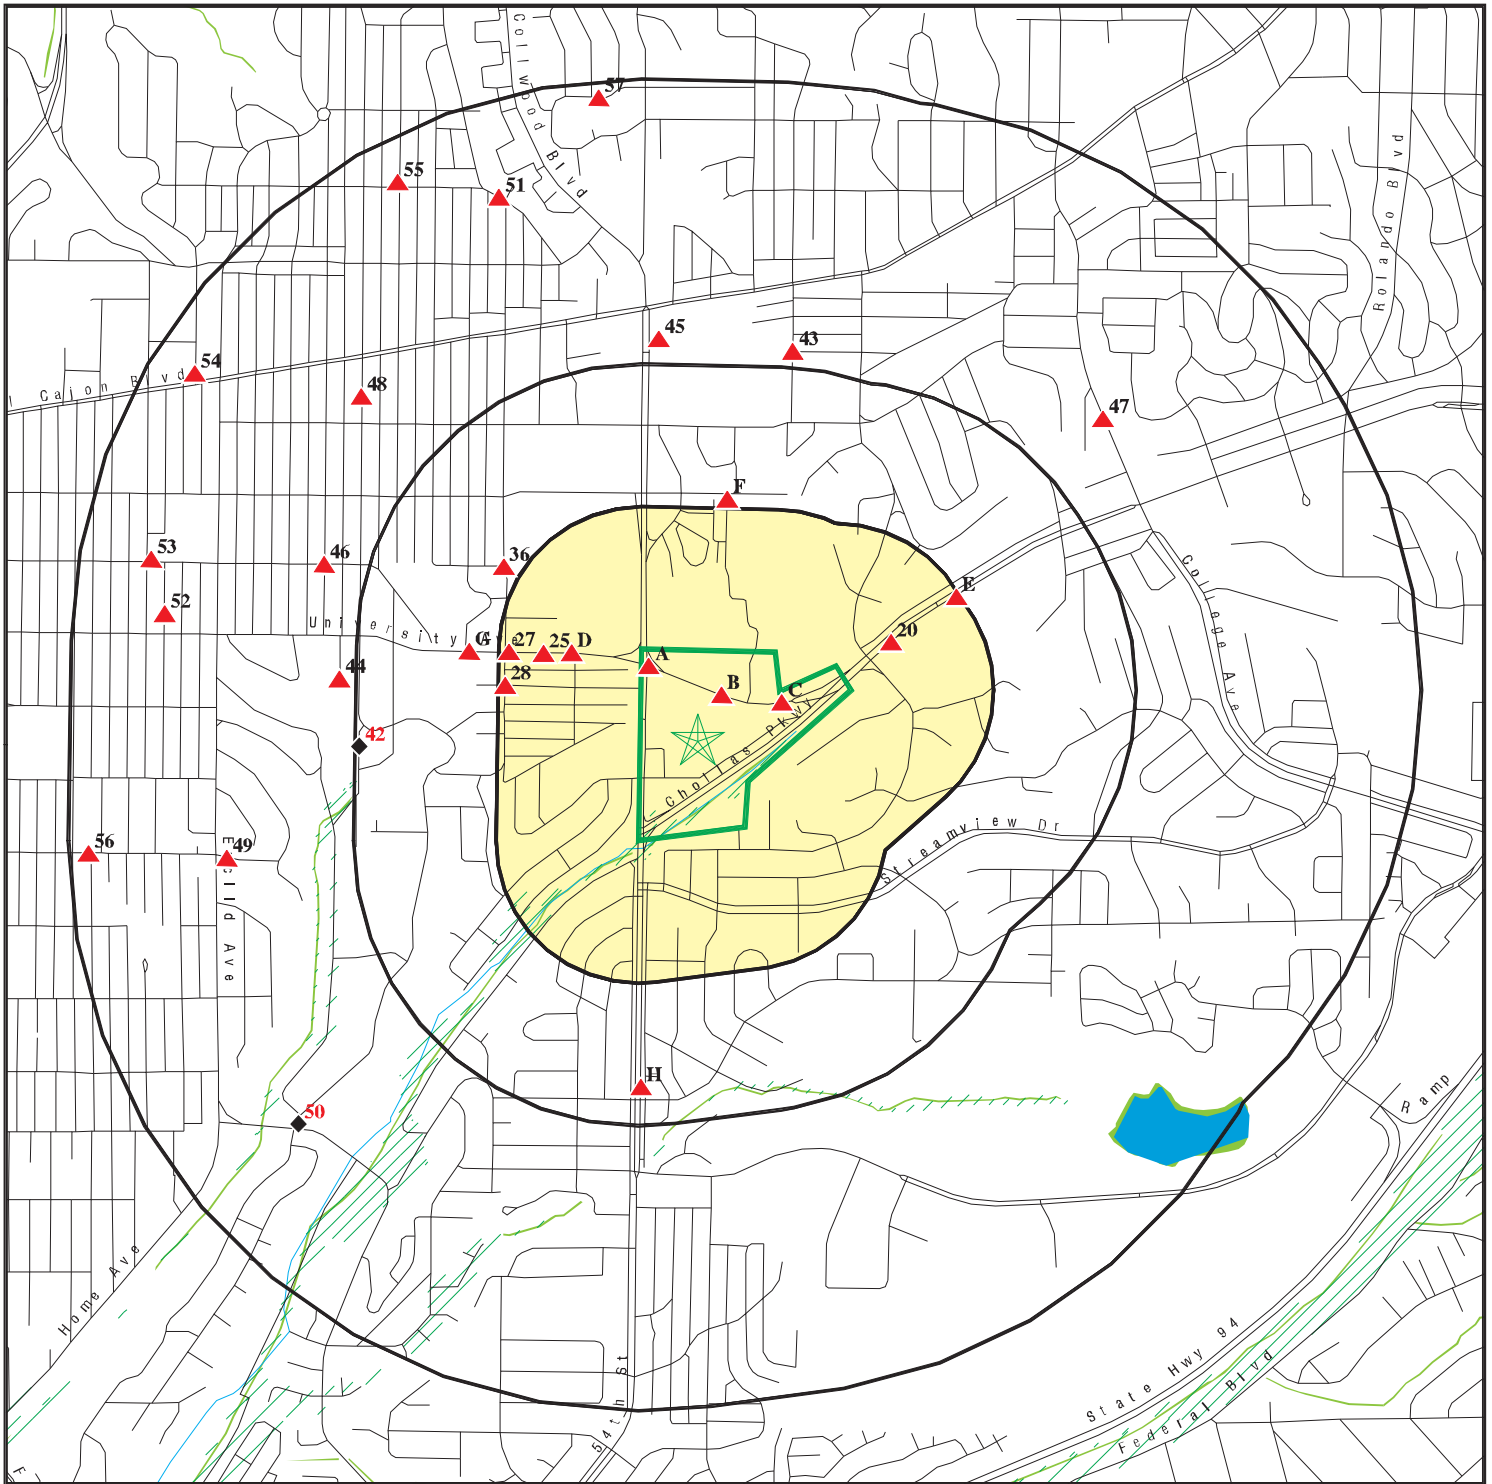 Collwood Blvd
57
55
51
Rolando Blvd
45
43
54
l Cajon Blvd
48
47
F
53
46
36
College Ave
E
52
University Ave
G
27
25
D
20
A
44
28
B
C
42
Chollas Pkwy
Streamview Dr
56
49
Euclid Ave
H
Ramp
50
Home Ave
State Hwy 94
Federal Blvd
54th St
F